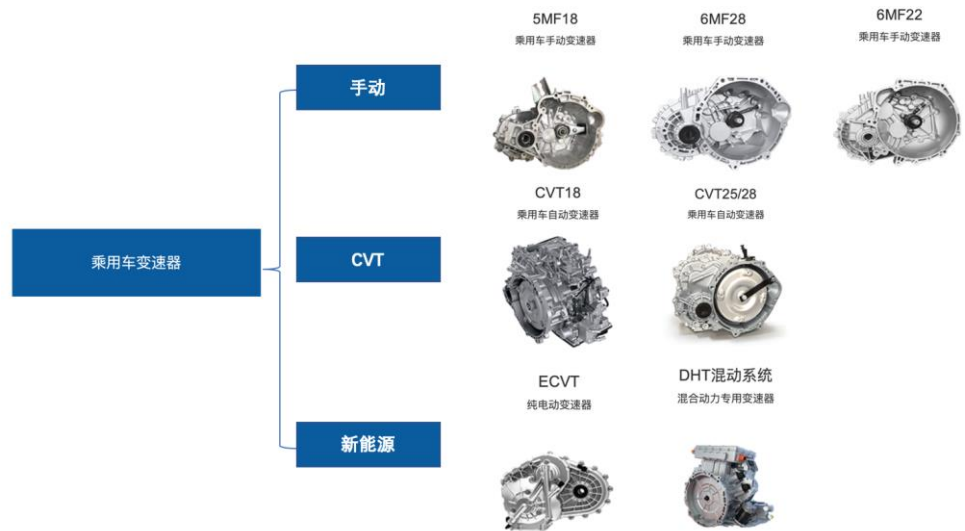 5MF18
6MF28
6MF22
乘用车手动变速器
乘用车手动变速器
乘用车手动变速器
手动
CVT18
CVT25/28
乘用车自动变速器
乘用车自动变速器
乘用车变速器
CVT
ECVT
DHT混动系统
纯电动变速器
混合动力专用变速器
新能源